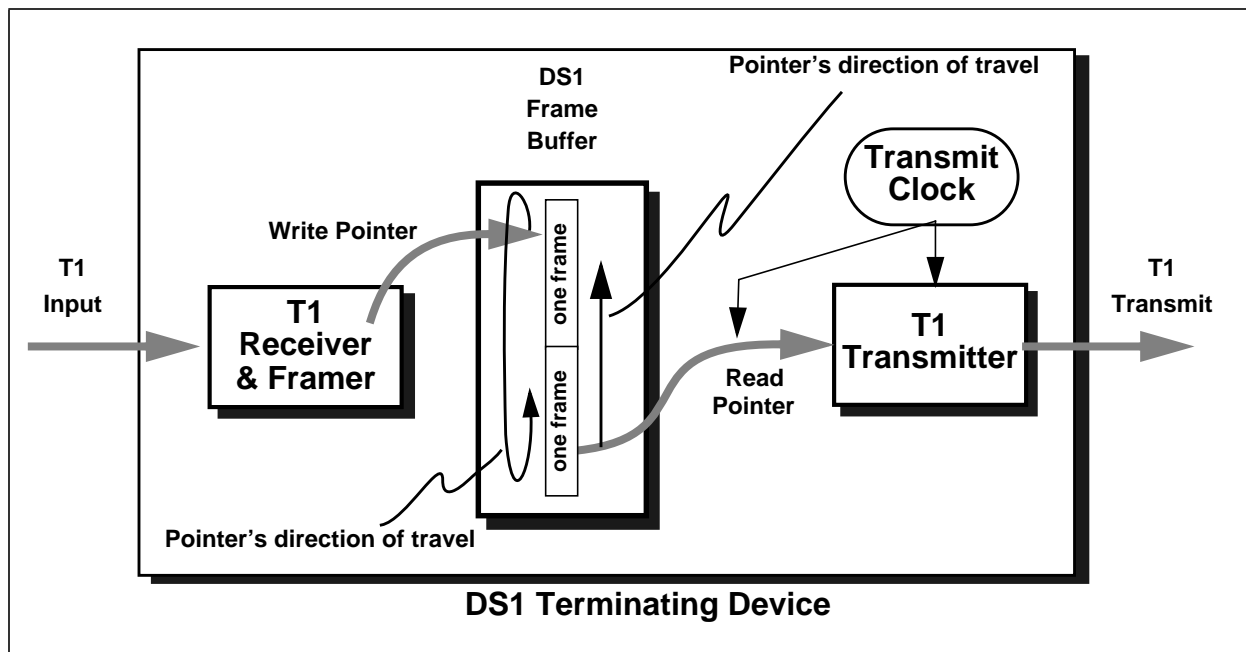 DS1
Frame
Buffer
Pointer’s direction of travel
Transmit
Clock
Write Pointer
T1
Input
T1
Receiver
& Framer
one frame
one frame
Read
Pointer
T1
Transmitter
T1
Transmit
Pointer’s direction of travel
DS1 Terminating Device